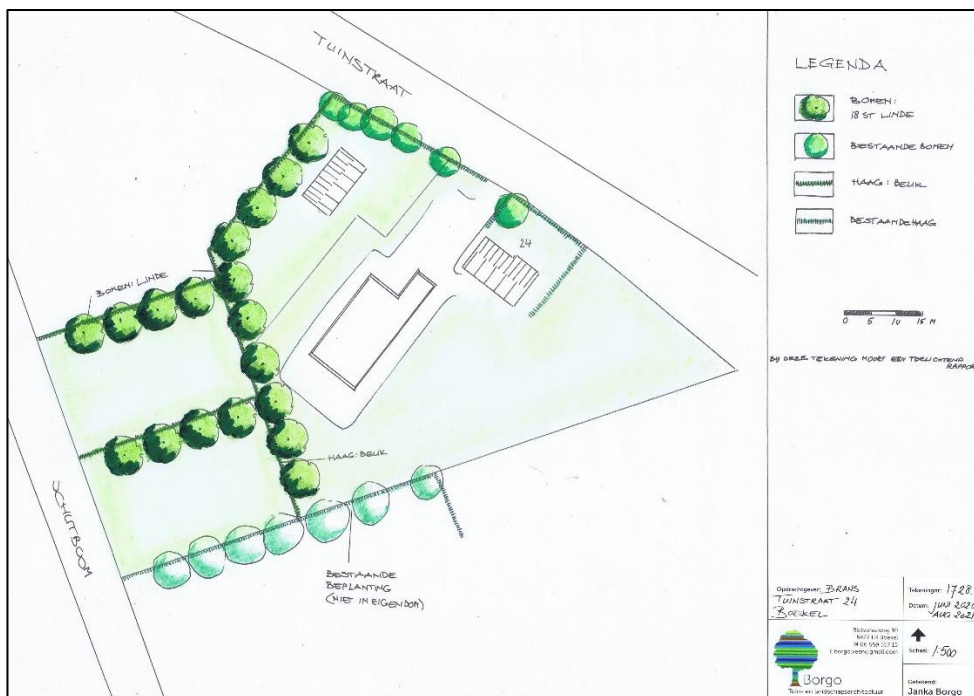 TUINSTRAAT
24
BOMEN: LINDE
HAAG: BEUK
SCHUTBOOM
BESTAANDE
BEPLANTING
(NIET IN EIGENDOM)
LEGENDA
BOMEN:
18 ST LINDE
BESTAANDE BOMEN
HAAG: BEUK
BESTAANDE HAAG
0 5 10 15 M
BIJ DEZE TEKENING HOORT EEN TOELICHTEND
RAPPOR
Opdrachtgever: BRANS
TUINSTRAAT 24
BOEKEL
Tekeningnr: 1728.
Datum: JUNI 2021
AUG 2021
Schaal: 1:500
Getekend:
Janka Borgo
Borgo
Tuin- en landschapsarchitectuur